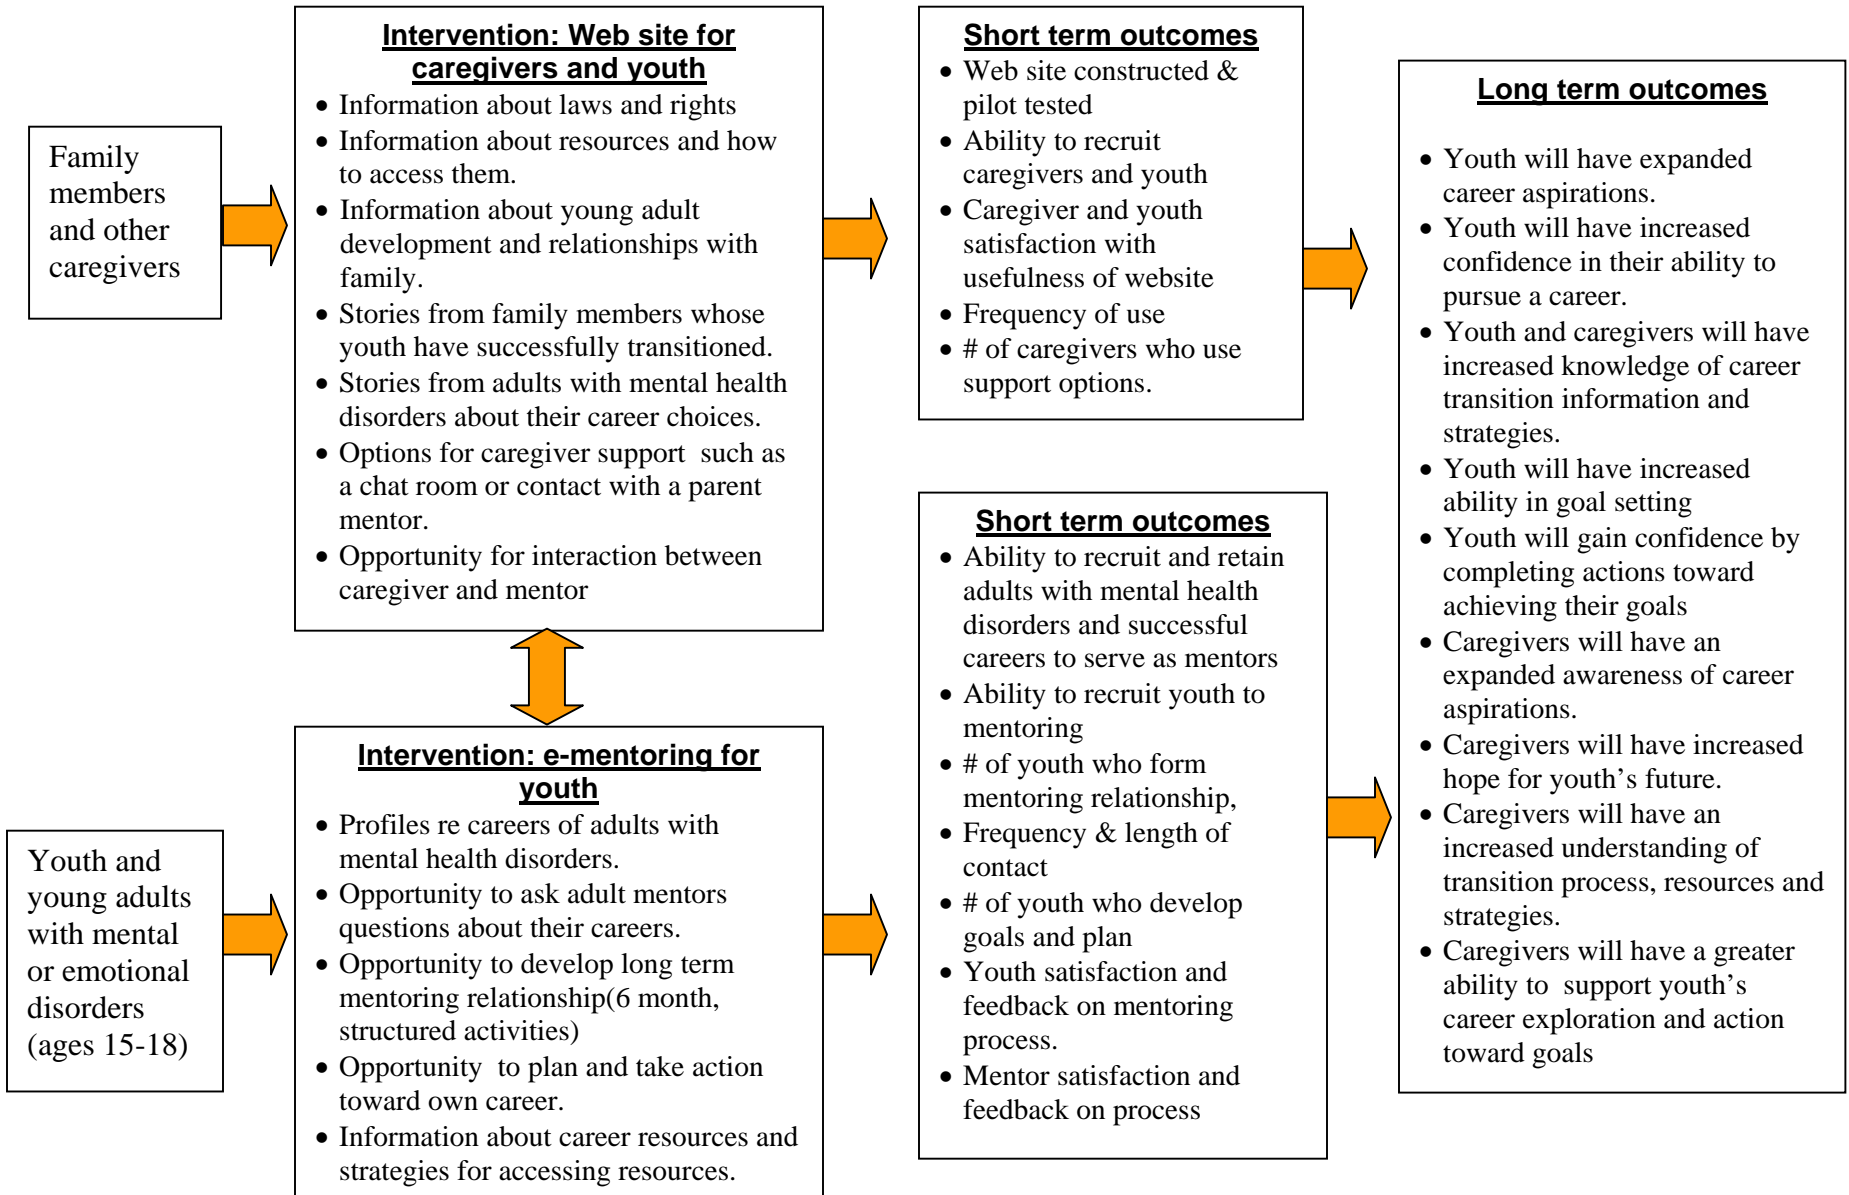 Family
members
and other
caregivers
Intervention: Web site for
caregivers and youth
• Information about laws and rights
• Information about resources and how
to access them.
• Information about young adult
development and relationships with
family.
• Stories from family members whose
youth have successfully transitioned.
• Stories from adults with mental health
disorders about their career choices.
• Options for caregiver support  such as
a chat room or contact with a parent
mentor.
• Opportunity for interaction between
caregiver and mentor
Short term outcomes
• Web site constructed &
pilot tested
• Ability to recruit
caregivers and youth
• Caregiver and youth
satisfaction with
usefulness of website
• Frequency of use
• # of caregivers who use
support options.
Youth and
young adults
with mental
or emotional
disorders
(ages 15-18)
Intervention: e-mentoring for
youth
• Profiles re careers of adults with
mental health disorders.
• Opportunity to ask adult mentors
questions about their careers.
• Opportunity to develop long term
mentoring relationship(6 month,
structured activities)
• Opportunity  to plan and take action
toward own career.
• Information about career resources and
strategies for accessing resources.
Short term outcomes
• Ability to recruit and retain
adults with mental health
disorders and successful
careers to serve as mentors
• Ability to recruit youth to
mentoring
• # of youth who form
mentoring relationship,
• Frequency & length of
contact
• # of youth who develop
goals and plan
• Youth satisfaction and
feedback on mentoring
process.
• Mentor satisfaction and
feedback on process
Long term outcomes
• Youth will have expanded
career aspirations.
• Youth will have increased
confidence in their ability to
pursue a career.
• Youth and caregivers will have
increased knowledge of career
transition information and
strategies.
• Youth will have increased
ability in goal setting
• Youth will gain confidence by
completing actions toward
achieving their goals
• Caregivers will have an
expanded awareness of career
aspirations.
• Caregivers will have increased
hope for youth's future.
• Caregivers will have an
increased understanding of
transition process, resources and
strategies.
• Caregivers will have a greater
ability to  support youth's
career exploration and action
toward goals